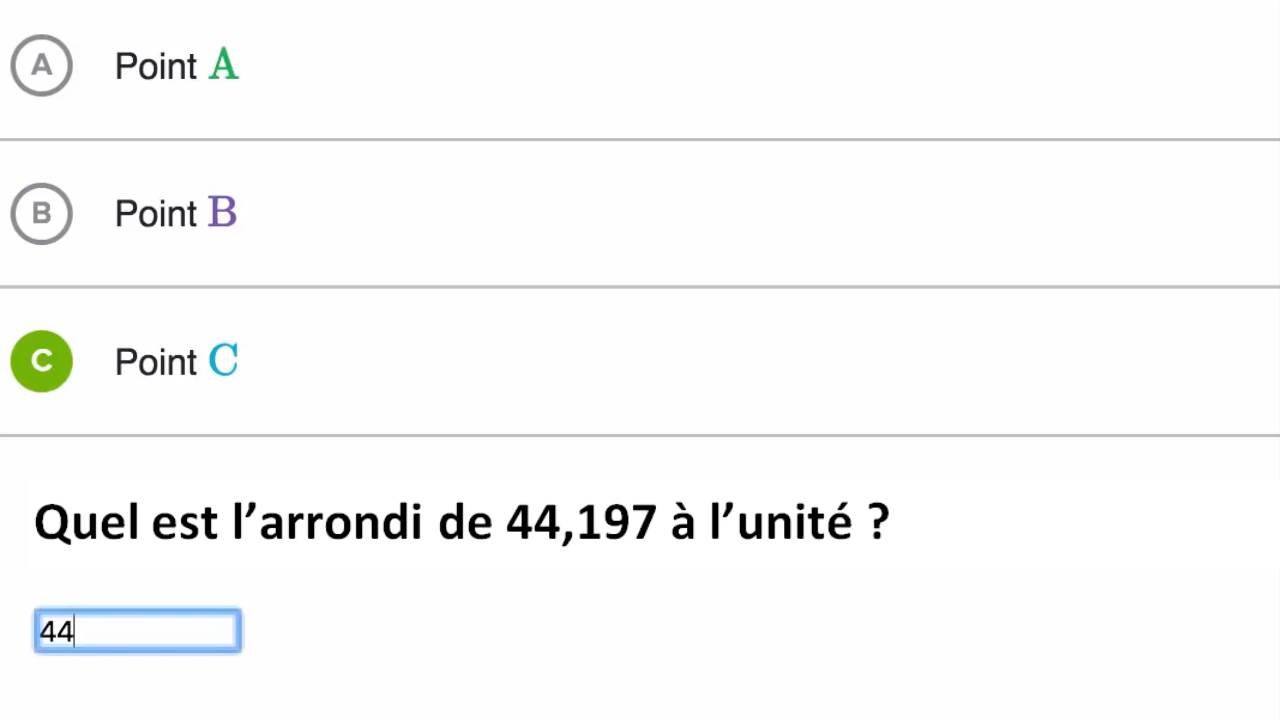 A Point A
B Point B
C Point C
Quel est l’arrondi de 44,197 à l’unité ?
44